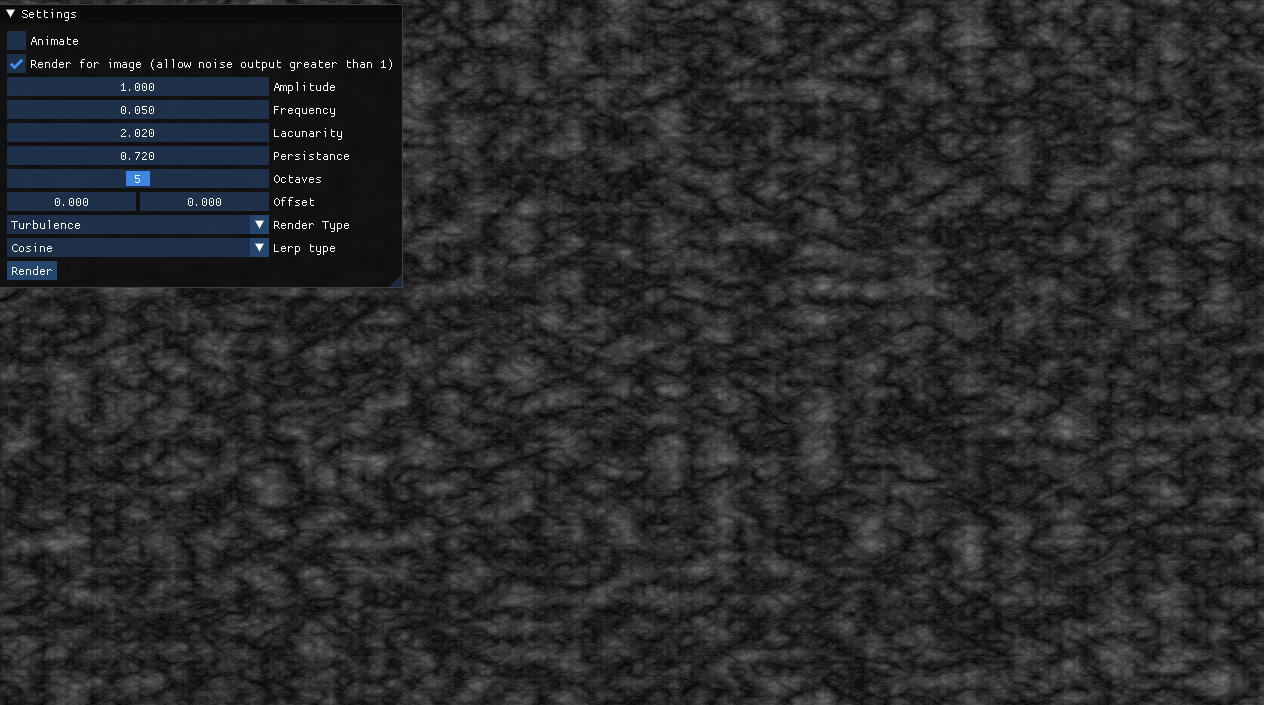 Settings
Animate
Render for image (allow noise output greater than 1)
1.000 Amplitude
0.050 Frequency
2.020 Lacunarity
0.720 Persistance
5 Octaves
0.000 0.000 Offset
Turbulence Render Type
Cosine Lerp type
Render